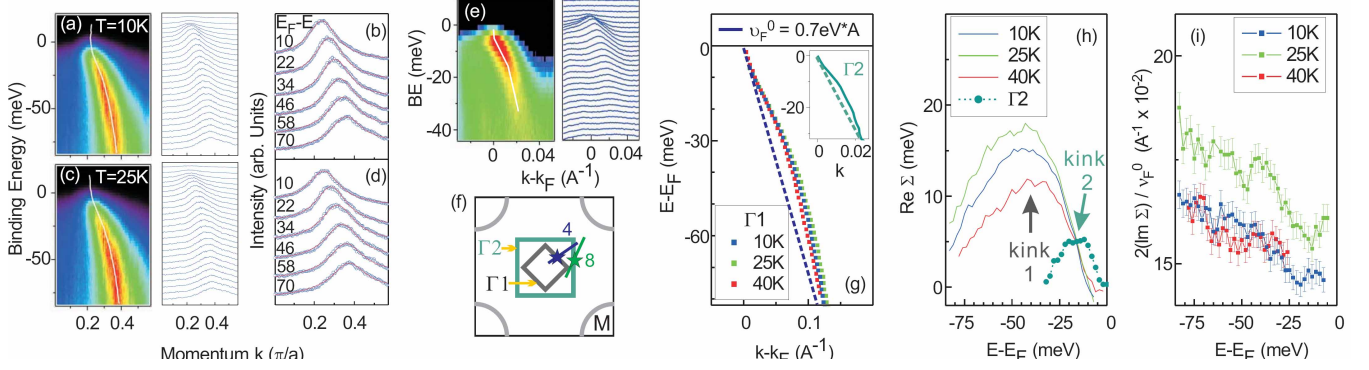 (a) T=10K
0
-50
Binding Energy (meV)
(c) T=25K
0
-50
0.2 0.4
0.2 0.4
Momentum k (π/a)
E_F-E
(b)
10
22
34
46
58
70
Intensity (arb. Units)
(d)
10
22
34
46
58
70
0.2 0.4
(e)
BE (meV)
0
-20
-40
0 0.04
0 0.04
k-k_F (A⁻¹)
(f)
Γ2
Γ1
4
8
M
υ_F⁰ = 0.7eV*A
0
-30
-60
E-E_F (meV)
Γ2
0
-20
0 0.02
k
Γ1
10K
25K
40K
(g)
0 0.1
k-k_F (A⁻¹)
10K
25K
40K
Γ2
(h)
20
10
0
Re Σ (meV)
kink
2
kink
1
-75 -50 -25 0
E-E_F (meV)
(i)
10K
25K
40K
20
15
2(Im Σ) / ν_F⁰ (A⁻¹ x 10⁻²)
-75 -50 -25 0
E-E_F (meV)